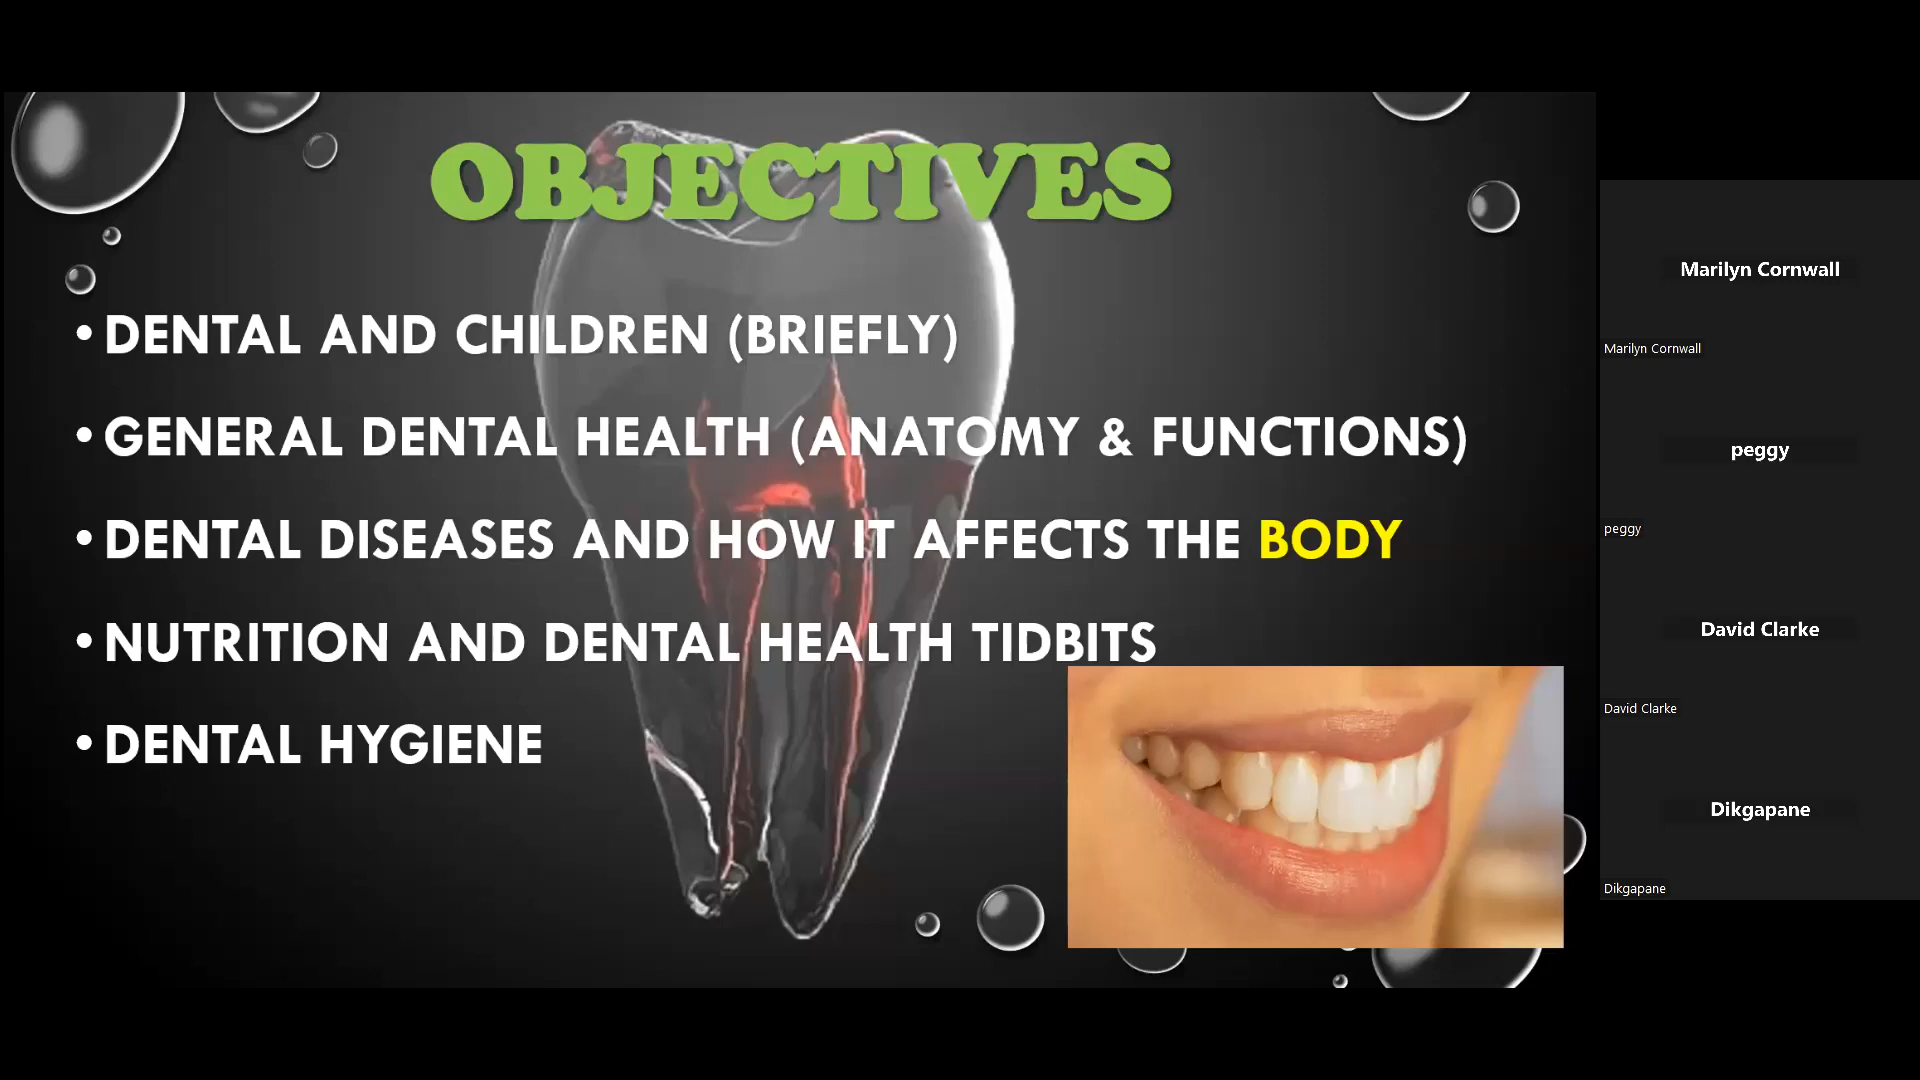 OBJECTIVES
• DENTAL AND CHILDREN (BRIEFLY)
• GENERAL DENTAL HEALTH (ANATOMY & FUNCTIONS)
• DENTAL DISEASES AND HOW IT AFFECTS THE BODY
• NUTRITION AND DENTAL HEALTH TIDBITS
• DENTAL HYGIENE
Marilyn Cornwall
Marilyn Cornwall
peggy
peggy
David Clarke
David Clarke
Dikgapane
Dikgapane